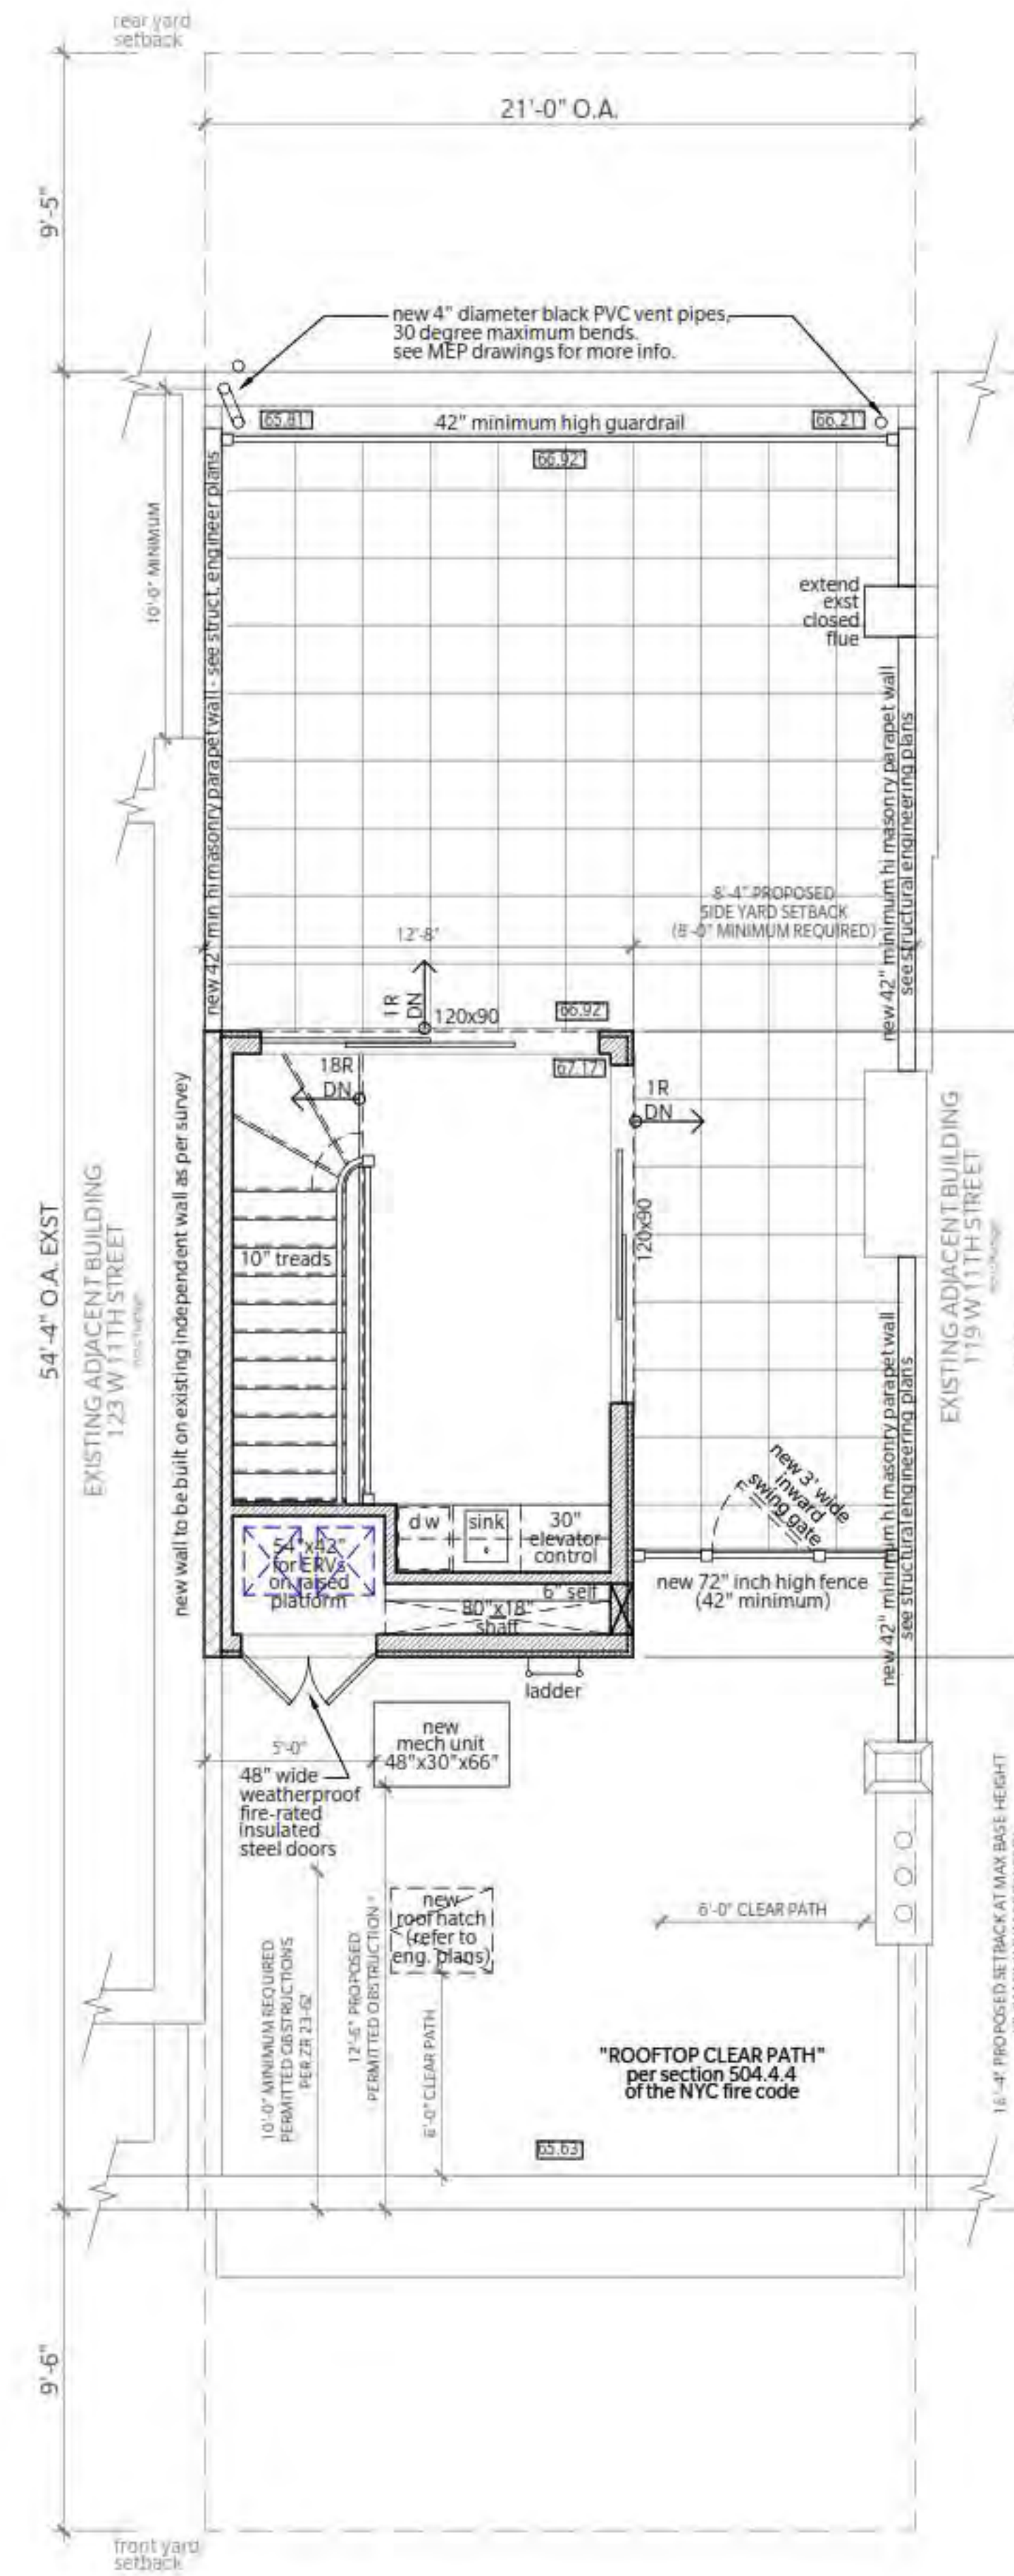 rear yard
setback
21'-0" O.A.
9'-5"
new 4" diameter black PVC vent pipes,
30 degree maximum bends.
see MEP drawings for more info.
65.81'
42" minimum high guardrail
66.21'
66.92'
10'-0" MINIMUM
new 42" min hi masonry parapet wall - see struct. engineer plans
extend
exst
closed
flue
new 42" minimum hi masonry parapet wall
see structural engineering plans
8'-4" PROPOSED
SIDE YARD SETBACK
(8'-0" MINIMUM REQUIRED)
12'-8"
1R
DN
120x90
66.92'
18R
DN
67.17'
1R
DN
120x90
10" treads
54'-4" O.A. EXST
EXISTING ADJACENT BUILDING
123 W 11TH STREET
new wall to be built on existing independent wall as per survey
EXISTING ADJACENT BUILDING
119 W 11TH STREET
new 42" minimum hi masonry parapet wall
see structural engineering plans
new 3' wide
inward
swing gate
dw
sink
30"
elevator
control
54"x42"
for ERVs
on raised
platform
6" self
80"x18"
shaft
new 72" inch high fence
(42" minimum)
ladder
new
mech unit
48"x30"x66"
5'-0"
48" wide
weatherproof
fire-rated
insulated
steel doors
new
roof hatch
(refer to
eng. plans)
6'-0" CLEAR PATH
10'-0" MINIMUM REQUIRED
PERMITTED OBSTRUCTIONS
PER ZR 23-62
12'-6" PROPOSED
PERMITTED OBSTRUCTION
6'-0" CLEAR PATH
"ROOFTOP CLEAR PATH"
per section 504.4.4
of the NYC fire code
65.63'
16'-4" PROPOSED SETBACK AT MAX BASE HEIGHT
9'-6"
front yard
setback